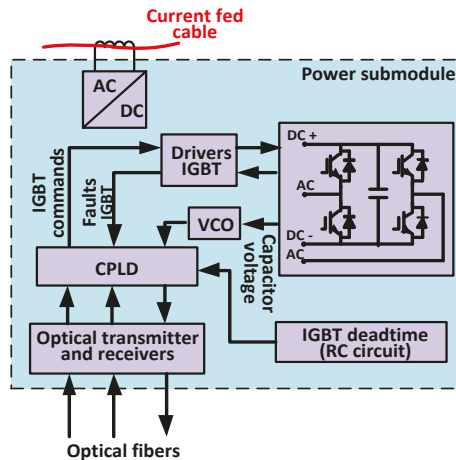 Current fed
cable
AC
DC
Power submodule
IGBT
commands
Faults
IGBT
Drivers
IGBT
DC +
AC
DC -
AC
VCO
Capacitor
voltage
CPLD
Optical transmitter
and receivers
IGBT deadtime
(RC circuit)
Optical fibers